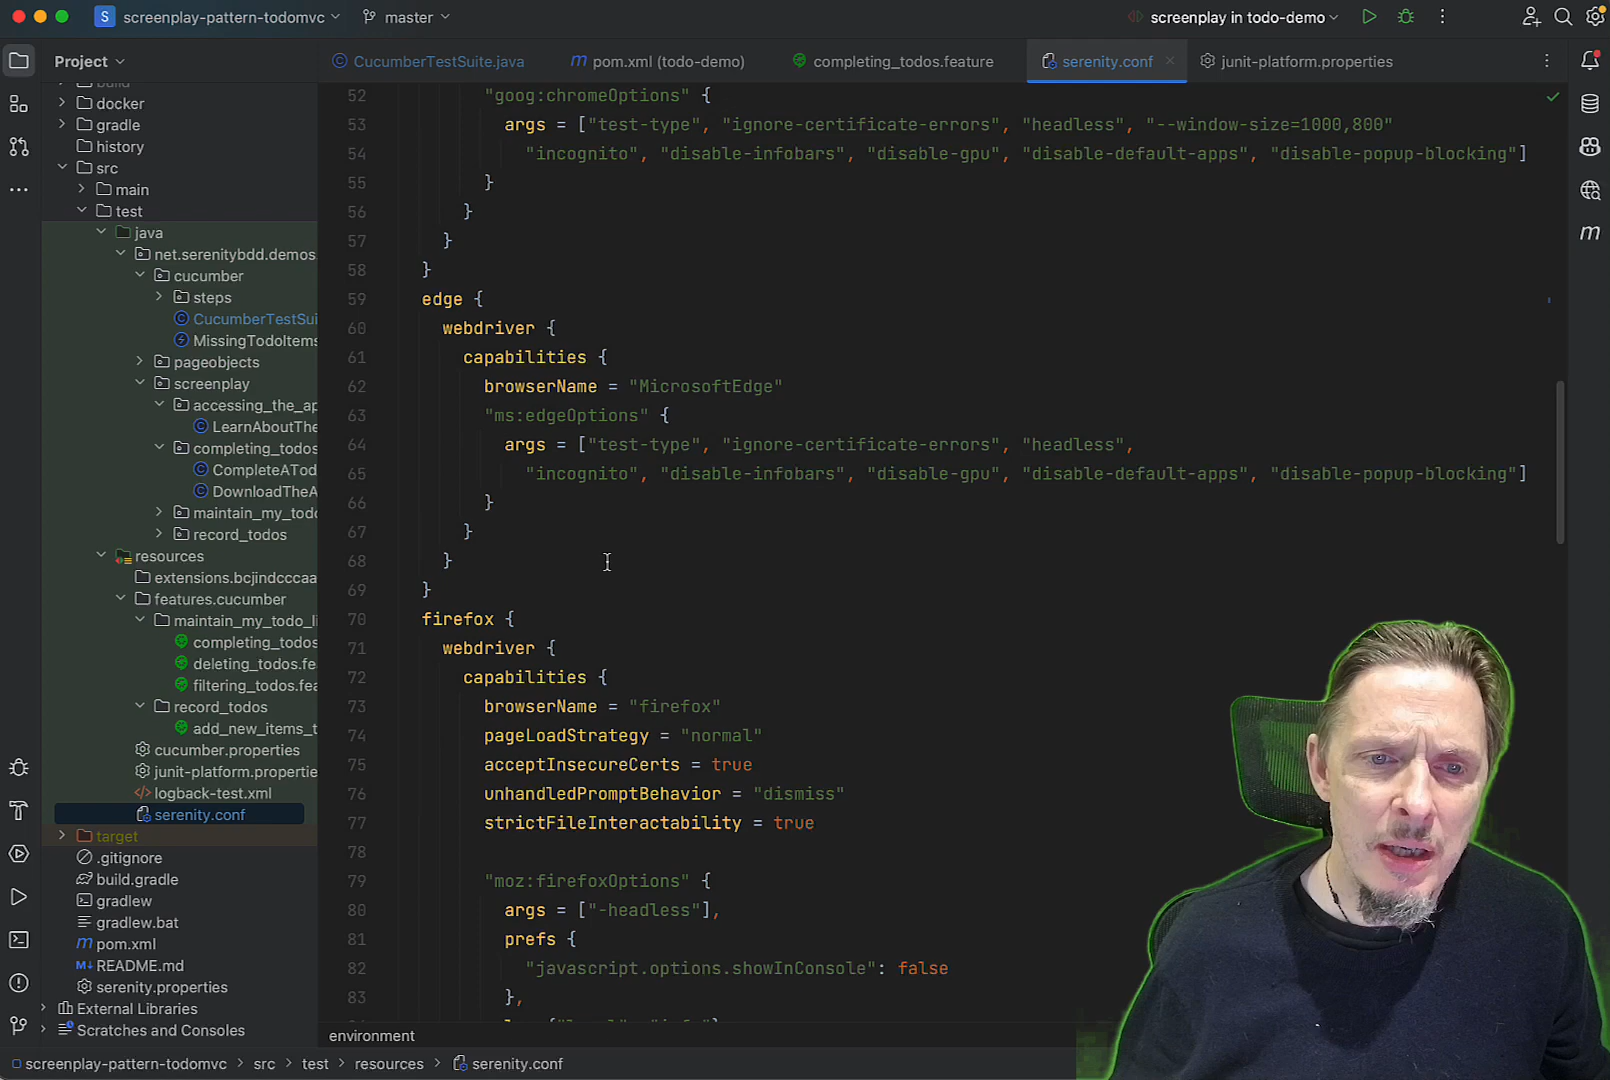 S screenplay-pattern-todomvc master screenplay in todo-demo
Project CucumberTestSuite.java m pom.xml (todo-demo) completing_todos.feature serenity.conf junit-platform.properties
docker
gradle
history
src
main
test
java
net.serenitybdd.demos.
cucumber
steps
CucumberTestSui
MissingTodoItems
pageobjects
screenplay
accessing_the_ap
LearnAboutThe
completing_todos
CompleteATod
DownloadTheA
maintain_my_todo
record_todos
resources
extensions.bcjindcccaa
features.cucumber
maintain_my_todo_li
completing_todos
deleting_todos.fe
filtering_todos.fea
record_todos
add_new_items_t
cucumber.properties
junit-platform.propertie
logback-test.xml
serenity.conf
target
.gitignore
build.gradle
gradlew
gradlew.bat
m pom.xml
M↓ README.md
serenity.properties
External Libraries
Scratches and Consoles
52 "goog:chromeOptions" {
53 args = ["test-type", "ignore-certificate-errors", "headless", "--window-size=1000,800"
54 "incognito", "disable-infobars", "disable-gpu", "disable-default-apps", "disable-popup-blocking"]
55 }
56 }
57 }
58 }
59 edge {
60 webdriver {
61 capabilities {
62 browserName = "MicrosoftEdge"
63 "ms:edgeOptions" {
64 args = ["test-type", "ignore-certificate-errors", "headless",
65 "incognito", "disable-infobars", "disable-gpu", "disable-default-apps", "disable-popup-blocking"]
66 }
67 }
68 }
69 }
70 firefox {
71 webdriver {
72 capabilities {
73 browserName = "firefox"
74 pageLoadStrategy = "normal"
75 acceptInsecureCerts = true
76 unhandledPromptBehavior = "dismiss"
77 strictFileInteractability = true
78
79 "moz:firefoxOptions" {
80 args = ["-headless"],
81 prefs {
82 "javascript.options.showInConsole": false
83 },
m
environment
screenplay-pattern-todomvc > src > test > resources > serenity.conf